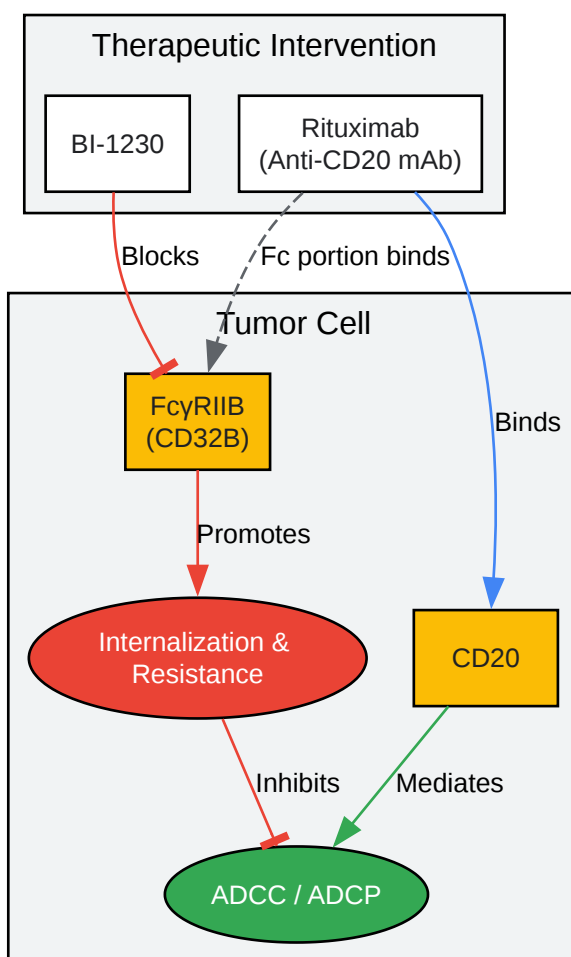 Therapeutic Intervention
BI-1230
Rituximab
(Anti-CD20 mAb)
Blocks
Fc portion binds
Tumor Cell
FcγRIIB
(CD32B)
Binds
Promotes
Internalization &
Resistance
CD20
Inhibits
Mediates
ADCC / ADCP